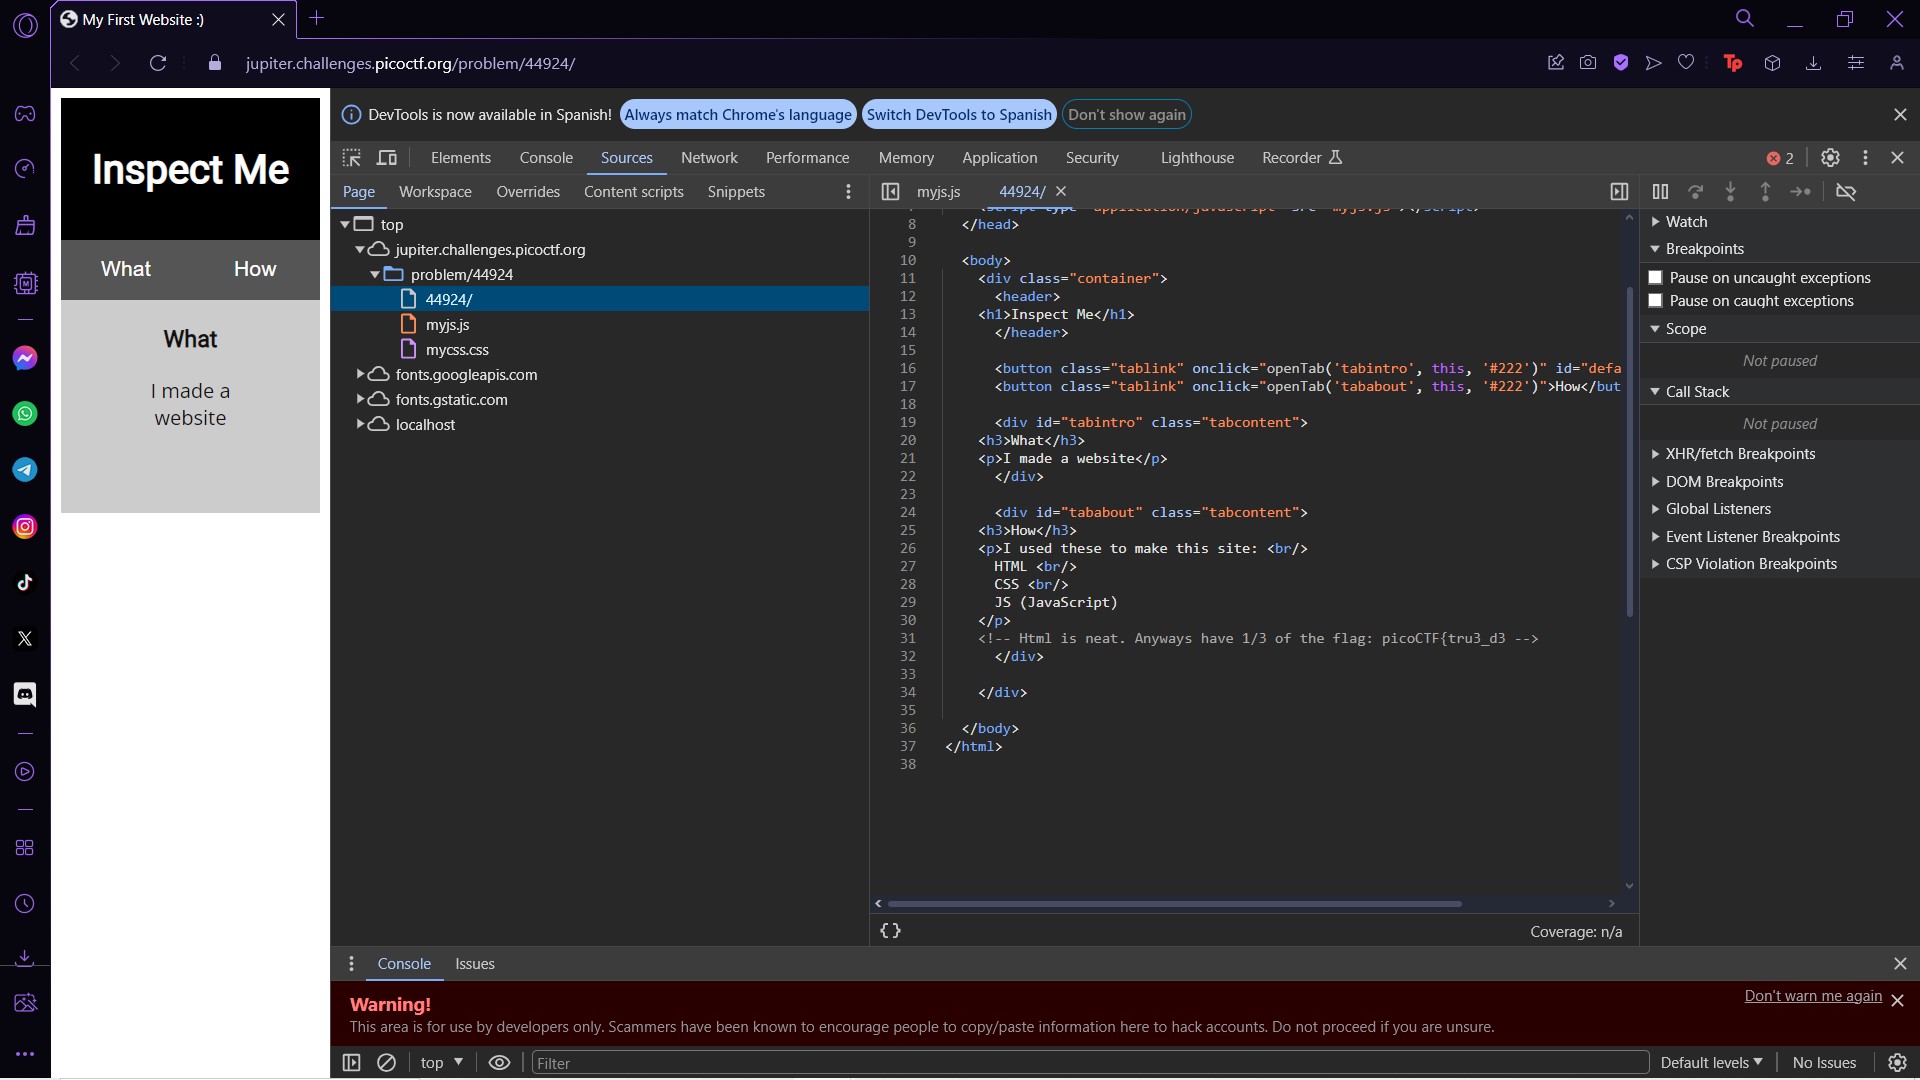 My First Website :)
jupiter.challenges.picoctf.org/problem/44924/
Inspect Me
What
How
What
I made a
website
DevTools is now available in Spanish!
Always match Chrome's language
Switch DevTools to Spanish
Don't show again
Elements
Console
Sources
Network
Performance
Memory
Application
Security
Lighthouse
Recorder
2
Page
Workspace
Overrides
Content scripts
Snippets
top
jupiter.challenges.picoctf.org
problem/44924
44924/
myjs.js
mycss.css
fonts.googleapis.com
fonts.gstatic.com
localhost
myjs.js
44924/
8 </head>
9
10 <body>
11 <div class="container">
12 <header>
13 <h1>Inspect Me</h1>
14 </header>
15
16 <button class="tablink" onclick="openTab('tabintro', this, '#222')" id="defa
17 <button class="tablink" onclick="openTab('tababout', this, '#222')">How</but
18
19 <div id="tabintro" class="tabcontent">
20 <h3>What</h3>
21 <p>I made a website</p>
22 </div>
23
24 <div id="tababout" class="tabcontent">
25 <h3>How</h3>
26 <p>I used these to make this site: <br/>
27 HTML <br/>
28 CSS <br/>
29 JS (JavaScript)
30 </p>
31 <!-- Html is neat. Anyways have 1/3 of the flag: picoCTF{tru3_d3 -->
32 </div>
33
34 </div>
35
36 </body>
37 </html>
38
Coverage: n/a
Watch
Breakpoints
Pause on uncaught exceptions
Pause on caught exceptions
Scope
Not paused
Call Stack
Not paused
XHR/fetch Breakpoints
DOM Breakpoints
Global Listeners
Event Listener Breakpoints
CSP Violation Breakpoints
Console
Issues
Warning!
Don't warn me again
This area is for use by developers only. Scammers have been known to encourage people to copy/paste information here to hack accounts. Do not proceed if you are unsure.
top
Filter
Default levels
No Issues